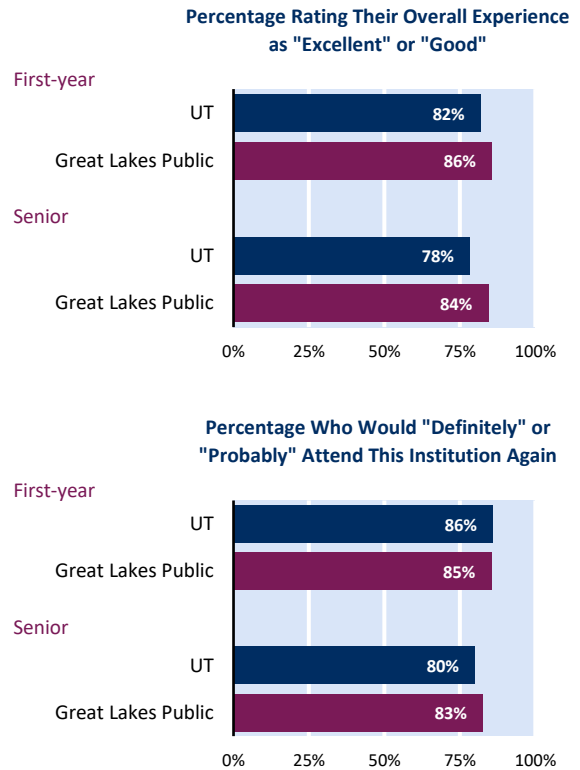 Percentage Rating Their Overall Experience
as "Excellent" or "Good"
First-year
UT
82%
Great Lakes Public
86%
Senior
UT
78%
Great Lakes Public
84%
0% 25% 50% 75% 100%
Percentage Who Would "Definitely" or
"Probably" Attend This Institution Again
First-year
UT
86%
Great Lakes Public
85%
Senior
UT
80%
Great Lakes Public
83%
0% 25% 50% 75% 100%